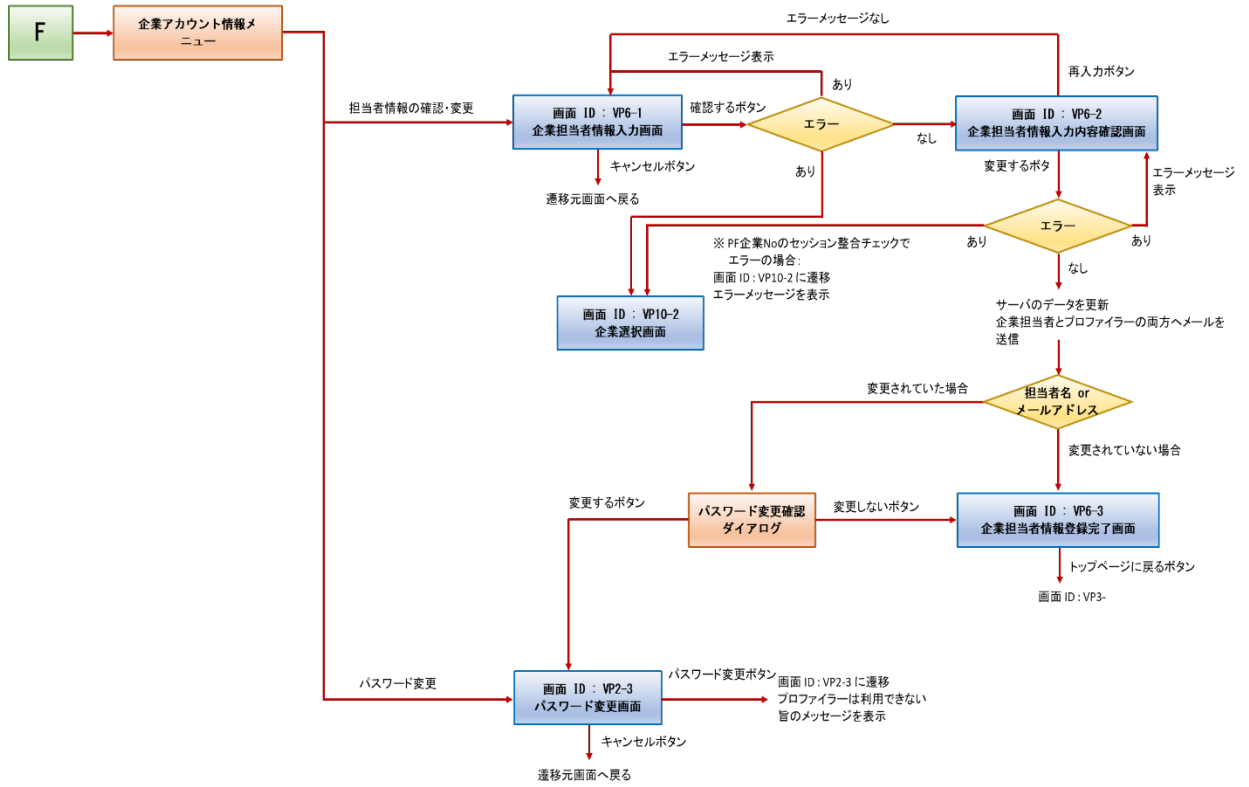 F
企業アカウント情報メ
ニュー
エラーメッセージなし
エラーメッセージ表示
あり
再入力ボタン
担当者情報の確認・変更
画面 ID : VP6-1
企業担当者情報入力画面
確認するボタン
エラー
なし
画面 ID : VP6-2
企業担当者情報入力内容確認画面
キャンセルボタン
遷移元画面へ戻る
あり
変更するボタ
エラーメッセージ
表示
エラー
あり
あり
なし
※ PF企業Noのセッション整合チェックで
エラーの場合:
画面 ID : VP10-2 に遷移
エラーメッセージを表示
画面 ID : VP10-2
企業選択画面
サーバのデータを更新
企業担当者とプロファイラーの両方へメールを
送信
担当者名 or
メールアドレス
変更されていた場合
変更されていない場合
変更するボタン
パスワード変更確認
ダイアログ
変更しないボタン
画面 ID : VP6-3
企業担当者情報登録完了画面
トップページに戻るボタン
画面 ID : VP3-
パスワード変更
画面 ID : VP2-3
パスワード変更画面
パスワード変更ボタン
画面 ID : VP2-3 に遷移
プロファイラーは利用できない
旨のメッセージを表示
キャンセルボタン
遷移元画面へ戻る